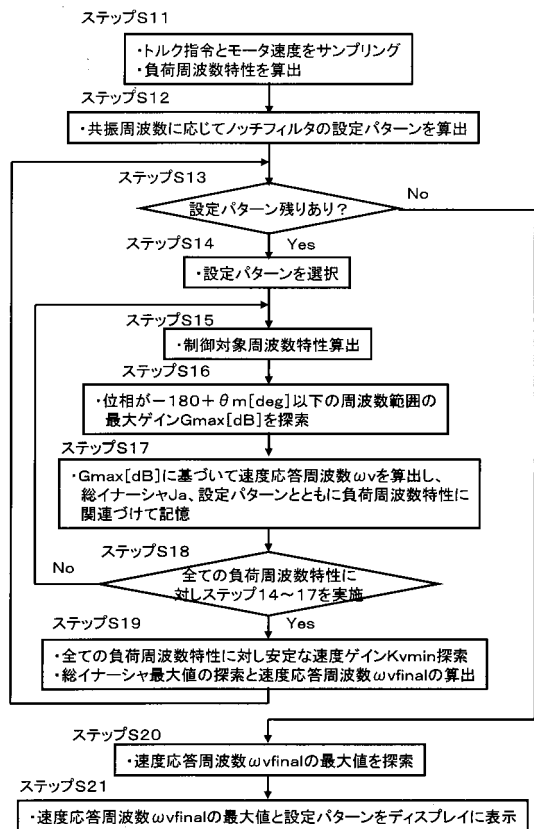 ステップS11
・トルク指令とモータ速度をサンプリング
・負荷周波数特性を算出
ステップS12
・共振周波数に応じてノッチフィルタの設定パターンを算出
ステップS13
No
設定パターン残りあり？
ステップS14
Yes
・設定パターンを選択
ステップS15
・制御対象周波数特性算出
ステップS16
・位相が－180＋θm[deg]以下の周波数範囲の
最大ゲインGmax[dB]を探索
ステップS17
・Gmax[dB]に基づいて速度応答周波数ωvを算出し、
総イナーシャJa、設定パターンとともに負荷周波数特性に
関連づけて記憶
ステップS18
No
全ての負荷周波数特性に
対しステップ14～17を実施
ステップS19
Yes
・全ての負荷周波数特性に対し安定な速度ゲインKvmin探索
・総イナーシャ最大値の探索と速度応答周波数ωvfinalの算出
ステップS20
・速度応答周波数ωvfinalの最大値を探索
ステップS21
・速度応答周波数ωvfinalの最大値と設定パターンをディスプレイに表示